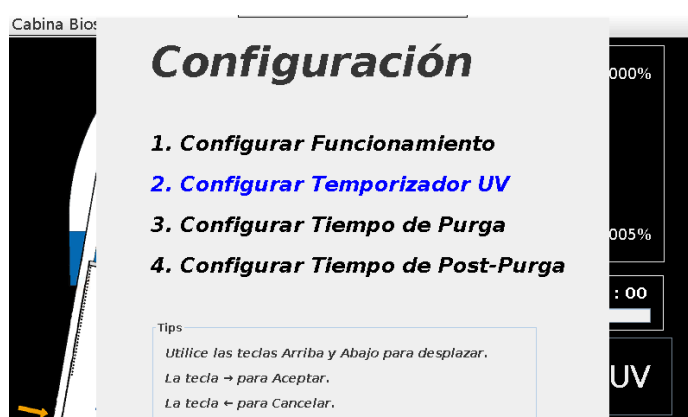 Cabina Bios
Configuración
000%
1. Configurar Funcionamiento
2. Configurar Temporizador UV
3. Configurar Tiempo de Purga
005%
4. Configurar Tiempo de Post-Purga
: 00
Tips
Utilice las teclas Arriba y Abajo para desplazar.
La tecla → para Aceptar.
UV
La tecla ← para Cancelar.